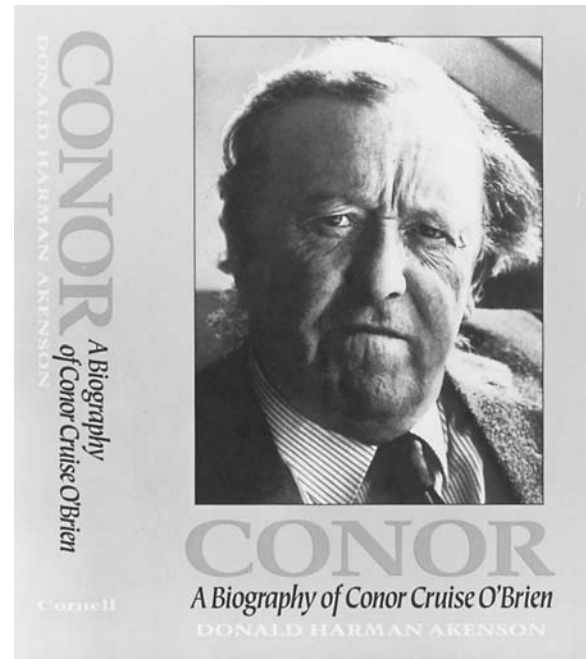 CONOR
A Biography
of Conor Cruise O'Brien
DONALD HARMAN AKENSON
Cornell
CONOR
A Biography of Conor Cruise O'Brien
DONALD HARMAN AKENSON